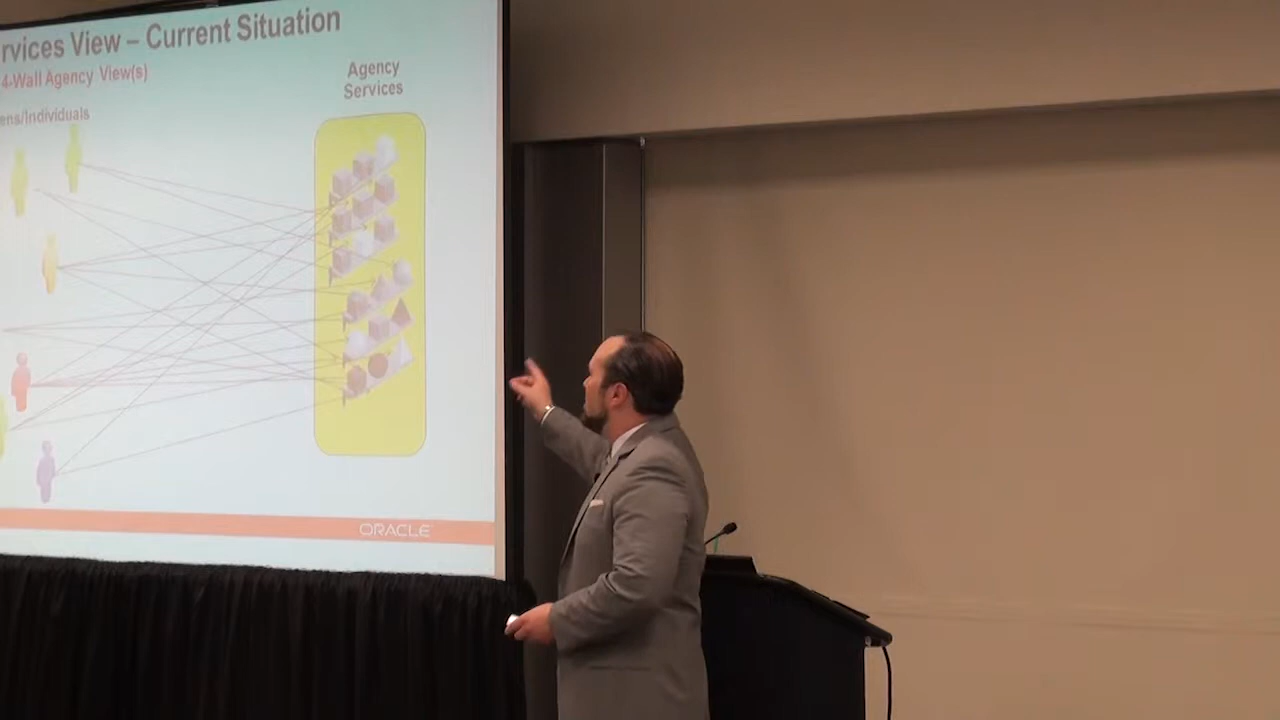 rvices View – Current Situation
4-Wall Agency View(s)
Agency
Services
ens/Individuals
ORACLE